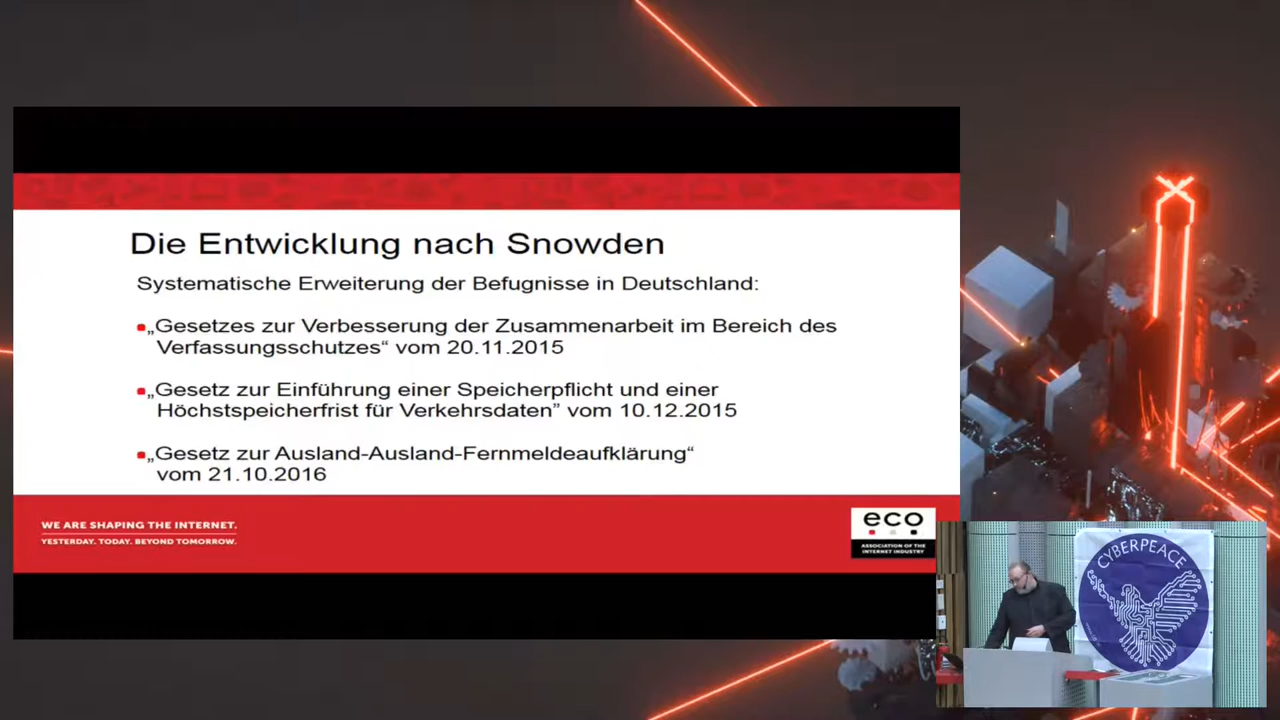 Die Entwicklung nach Snowden
Systematische Erweiterung der Befugnisse in Deutschland:
„Gesetzes zur Verbesserung der Zusammenarbeit im Bereich des
Verfassungsschutzes“ vom 20.11.2015
„Gesetz zur Einführung einer Speicherpflicht und einer
Höchstspeicherfrist für Verkehrsdaten” vom 10.12.2015
„Gesetz zur Ausland-Ausland-Fernmeldeaufklärung“
vom 21.10.2016
WE ARE SHAPING THE INTERNET.
YESTERDAY. TODAY. BEYOND TOMORROW.
eco
ASSOCIATION OF THE
INTERNET INDUSTRY
CYBERPEACE